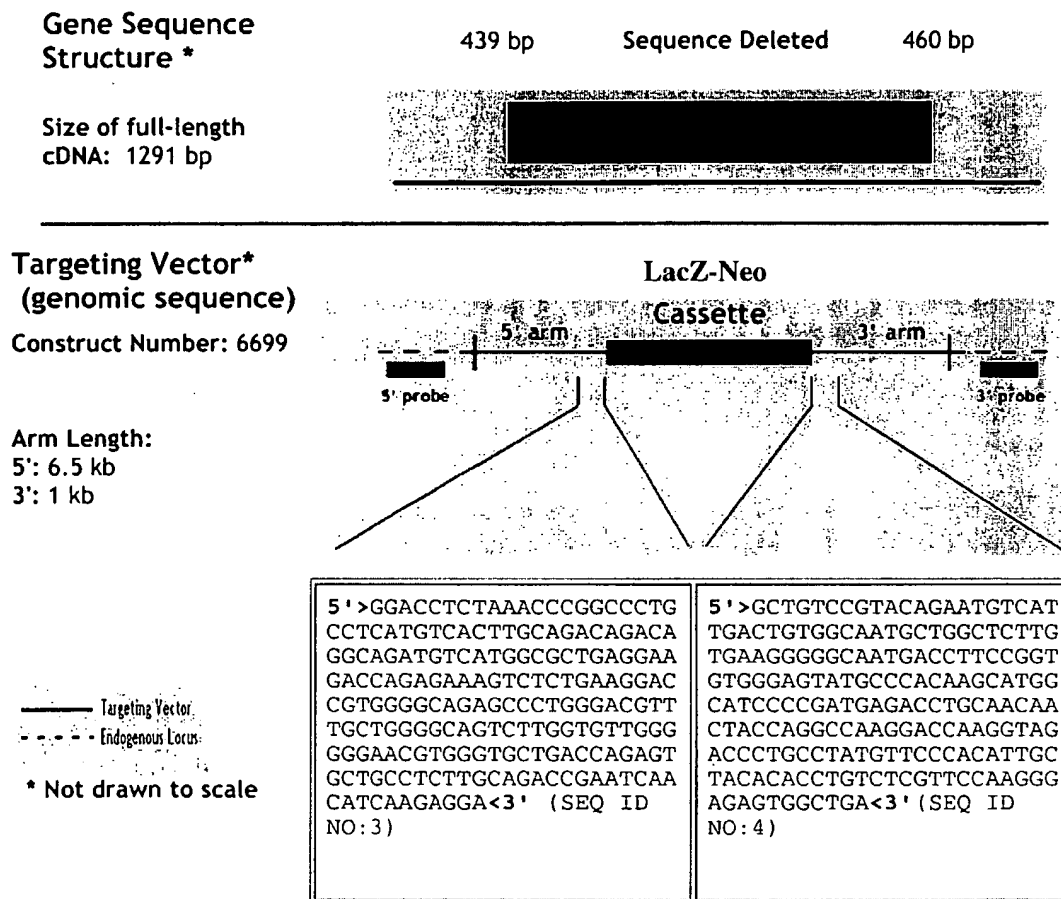 Gene Sequence
Structure *
439 bp Sequence Deleted 460 bp
Size of full-length
cDNA: 1291 bp
Targeting Vector*
(genomic sequence)
Construct Number: 6699
LacZ-Neo
Cassette
5' arm
3' arm
5' probe
3' probe
Arm Length:
5': 6.5 kb
3': 1 kb
5'>GGACCTCTAAACCCGGCCCTG
CCTCATGTCACTTGCAGACAGACA
GGCAGATGTCATGGCGCTGAGGAA
GACCAGAGAAAGTCTCTGAAGGAC
CGTGGGGCAGAGCCCTGGGACGTT
TGCTGGGGCAGTCTTGGTGTTGGG
GGGAACGTGGGTGCTGACCAGAGT
GCTGCCTCTTGCAGACCGAATCAA
CATCAAGAGGA<3' (SEQ ID
NO:3)
5'>GCTGTCCGTACAGAATGTCAT
TGACTGTGGCAATGCTGGCTCTTG
TGAAGGGGGCAATGACCTTCCGGT
GTGGGAGTATGCCCACAAGCATGG
CATCCCCGATGAGACCTGCAACAA
CTACCAGGCCAAGGACCAAGGTAG
ACCCTGCCTATGTTCCCACATTGC
TACACACCTGTCTCGTTCCAAGGG
AGAGTGGCTGA<3' (SEQ ID
NO:4)
Targeting Vector
Endogenous Locus
* Not drawn to scale